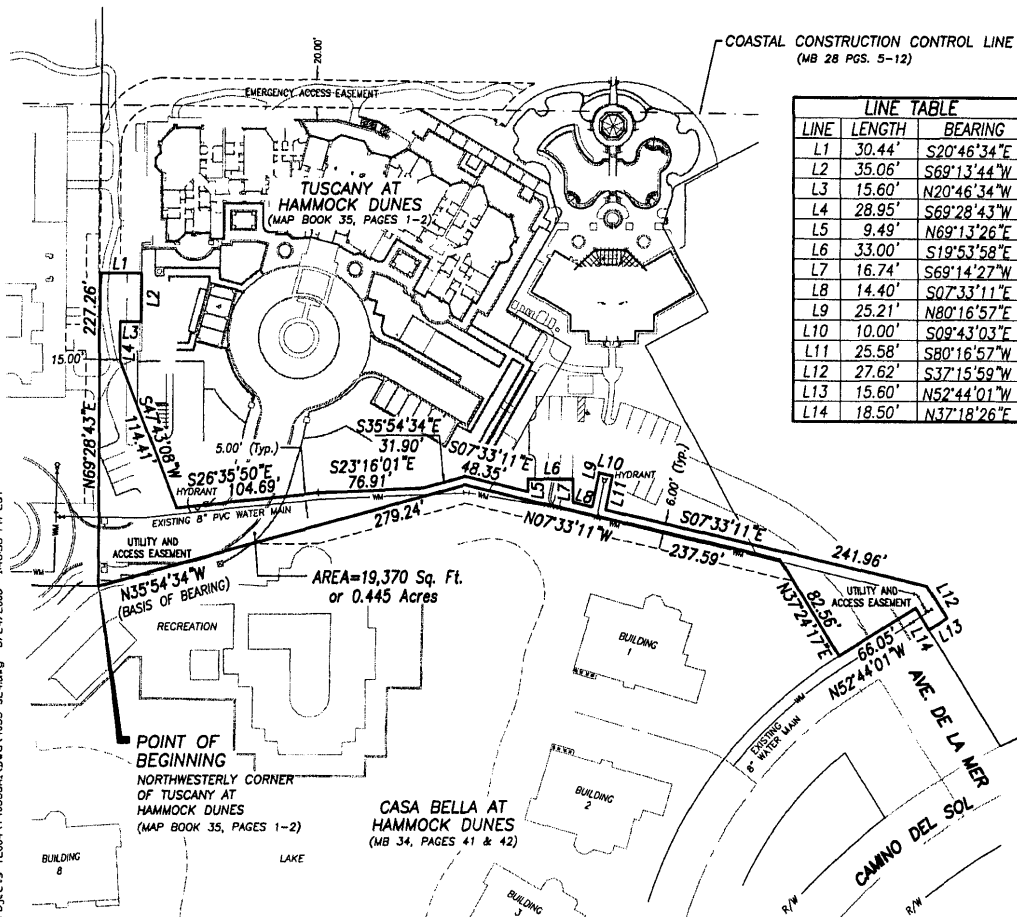 COASTAL CONSTRUCTION CONTROL LINE
(MB 28 PGS. 5-12)
20.00'
EMERGENCY ACCESS EASEMENT
TUSCANY AT
HAMMOCK DUNES
(MAP BOOK 35, PAGES 1-2)
LINE TABLE
LINE LENGTH BEARING
L1 30.44' S20°46'34"E
L2 35.06' S69°13'44"W
L3 15.60' N20°46'34"W
L4 28.95' S69°28'43"W
L5 9.49' N69°13'26"E
L6 33.00' S19°53'58"E
L7 16.74' S69°14'27"W
L8 14.40' S07°33'11"E
L9 25.21' N80°16'57"E
L10 10.00' S09°43'03"E
L11 25.58' S80°16'57"W
L12 27.62' S37°15'59"W
L13 15.60' N52°44'01"W
L14 18.50' N37°18'26"E
L1
L2
L3
L4
227.26'
N69°28'43"E
15.00'
114.41'
S26°35'50"E
104.69'
HYDRANT
5.00' (Typ.)
S23°16'01"E
76.91'
S35°54'34"E
31.90'
S07°33'11"E
48.35'
L5
L6
L7
L8
L9
L10
HYDRANT
L11
6.00' (Typ.)
S07°33'11"E
241.96'
L12
L13
L14
WM
WM
WM
WM
WM
WM
WM
EXISTING 8" PVC WATER MAIN
UTILITY AND
ACCESS EASEMENT
279.24'
N07°33'11"W
237.59'
N35°54'34"W
(BASIS OF BEARING)
AREA=19,370 Sq. Ft.
or 0.445 Acres
N37°24'17"E
82.56'
UTILITY AND
ACCESS EASEMENT
66.05'
N52°44'01"W
RECREATION
BUILDING
1
AVE. DE LA MER
EXISTING
8" WATER MAIN
POINT OF
BEGINNING
NORTHWESTERLY CORNER
OF TUSCANY AT
HAMMOCK DUNES
(MAP BOOK 35, PAGES 1-2)
BUILDING
2
CASA BELLA AT
HAMMOCK DUNES
(MB 34, PAGES 41 & 42)
CAMINO DEL SOL
BUILDING
8
LAKE
BUILDING
3
R/W
R/W